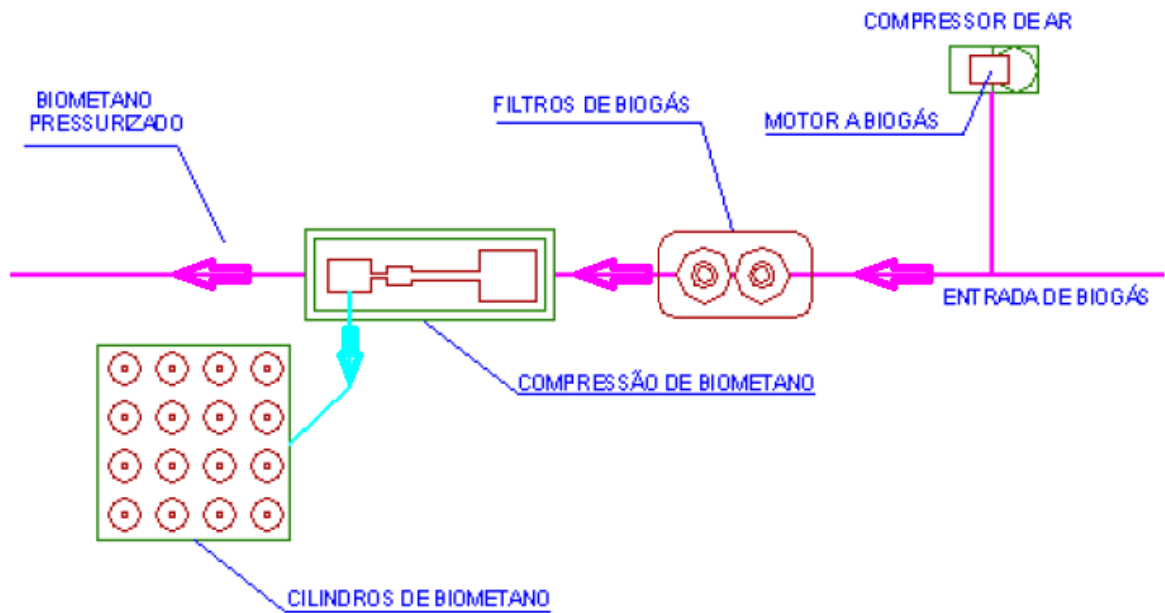 COMPRESSOR DE AR
BIOMETANO
PRESSURIZADO
FILTROS DE BIOGÁS
MOTOR A BIOGÁS
ENTRADA DE BIOGÁS
COMPRESSÃO DE BIOMETANO
CILINDROS DE BIOMETANO